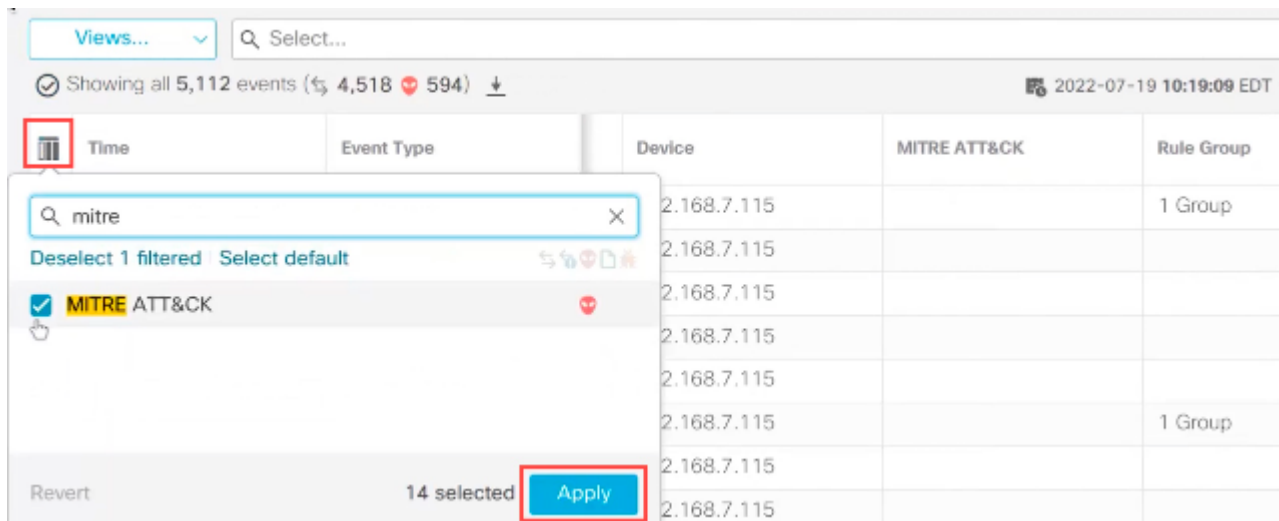 Views... Select...
Showing all 5,112 events (4,518 594) 2022-07-19 10:19:09 EDT
Time Event Type Device MITRE ATT&CK Rule Group
mitre
Deselect 1 filtered Select default
MITRE ATT&CK
Revert 14 selected Apply
2.168.7.115 1 Group
2.168.7.115
2.168.7.115
2.168.7.115
2.168.7.115
2.168.7.115 1 Group
2.168.7.115
2.168.7.115